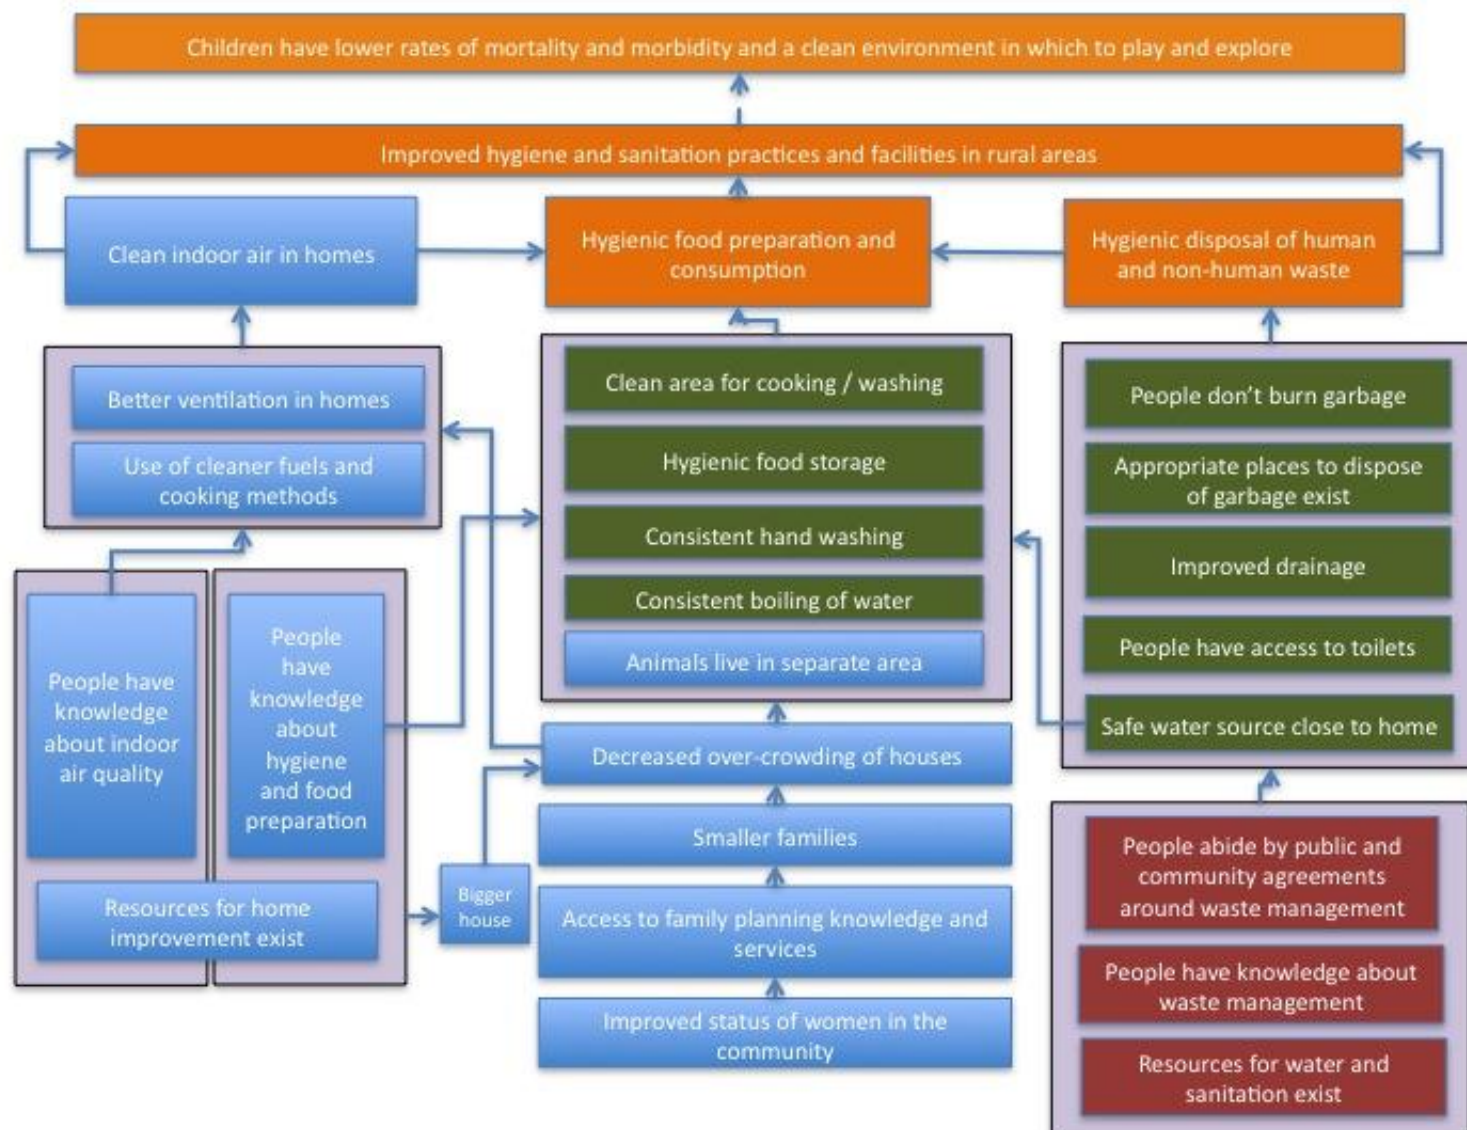 Children have lower rates of mortality and morbidity and a clean environment in which to play and explore
Improved hygiene and sanitation practices and facilities in rural areas
Clean indoor air in homes
Hygienic food preparation and
consumption
Hygienic disposal of human
and non-human waste
Better ventilation in homes
Use of cleaner fuels and
cooking methods
Clean area for cooking / washing
Hygienic food storage
Consistent hand washing
Consistent boiling of water
Animals live in separate area
People don't burn garbage
Appropriate places to dispose
of garbage exist
Improved drainage
People have access to toilets
Safe water source close to home
People have
knowledge
about indoor
air quality
People
have
knowledge
about
hygiene
and food
preparation
Resources for home
improvement exist
Bigger
house
Decreased over-crowding of houses
Smaller families
Access to family planning knowledge and
services
Improved status of women in the
community
People abide by public and
community agreements
around waste management
People have knowledge about
waste management
Resources for water and
sanitation exist